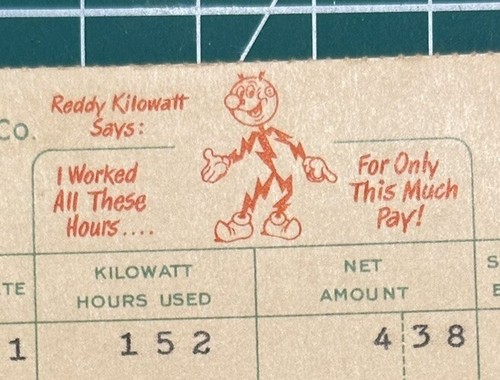 Reddy Kilowatt
Says:
Co.
I Worked
All These
Hours....
For Only
This Much
Pay!
TE
KILOWATT
HOURS USED
NET
AMOUNT
S
E
1
152
4 38